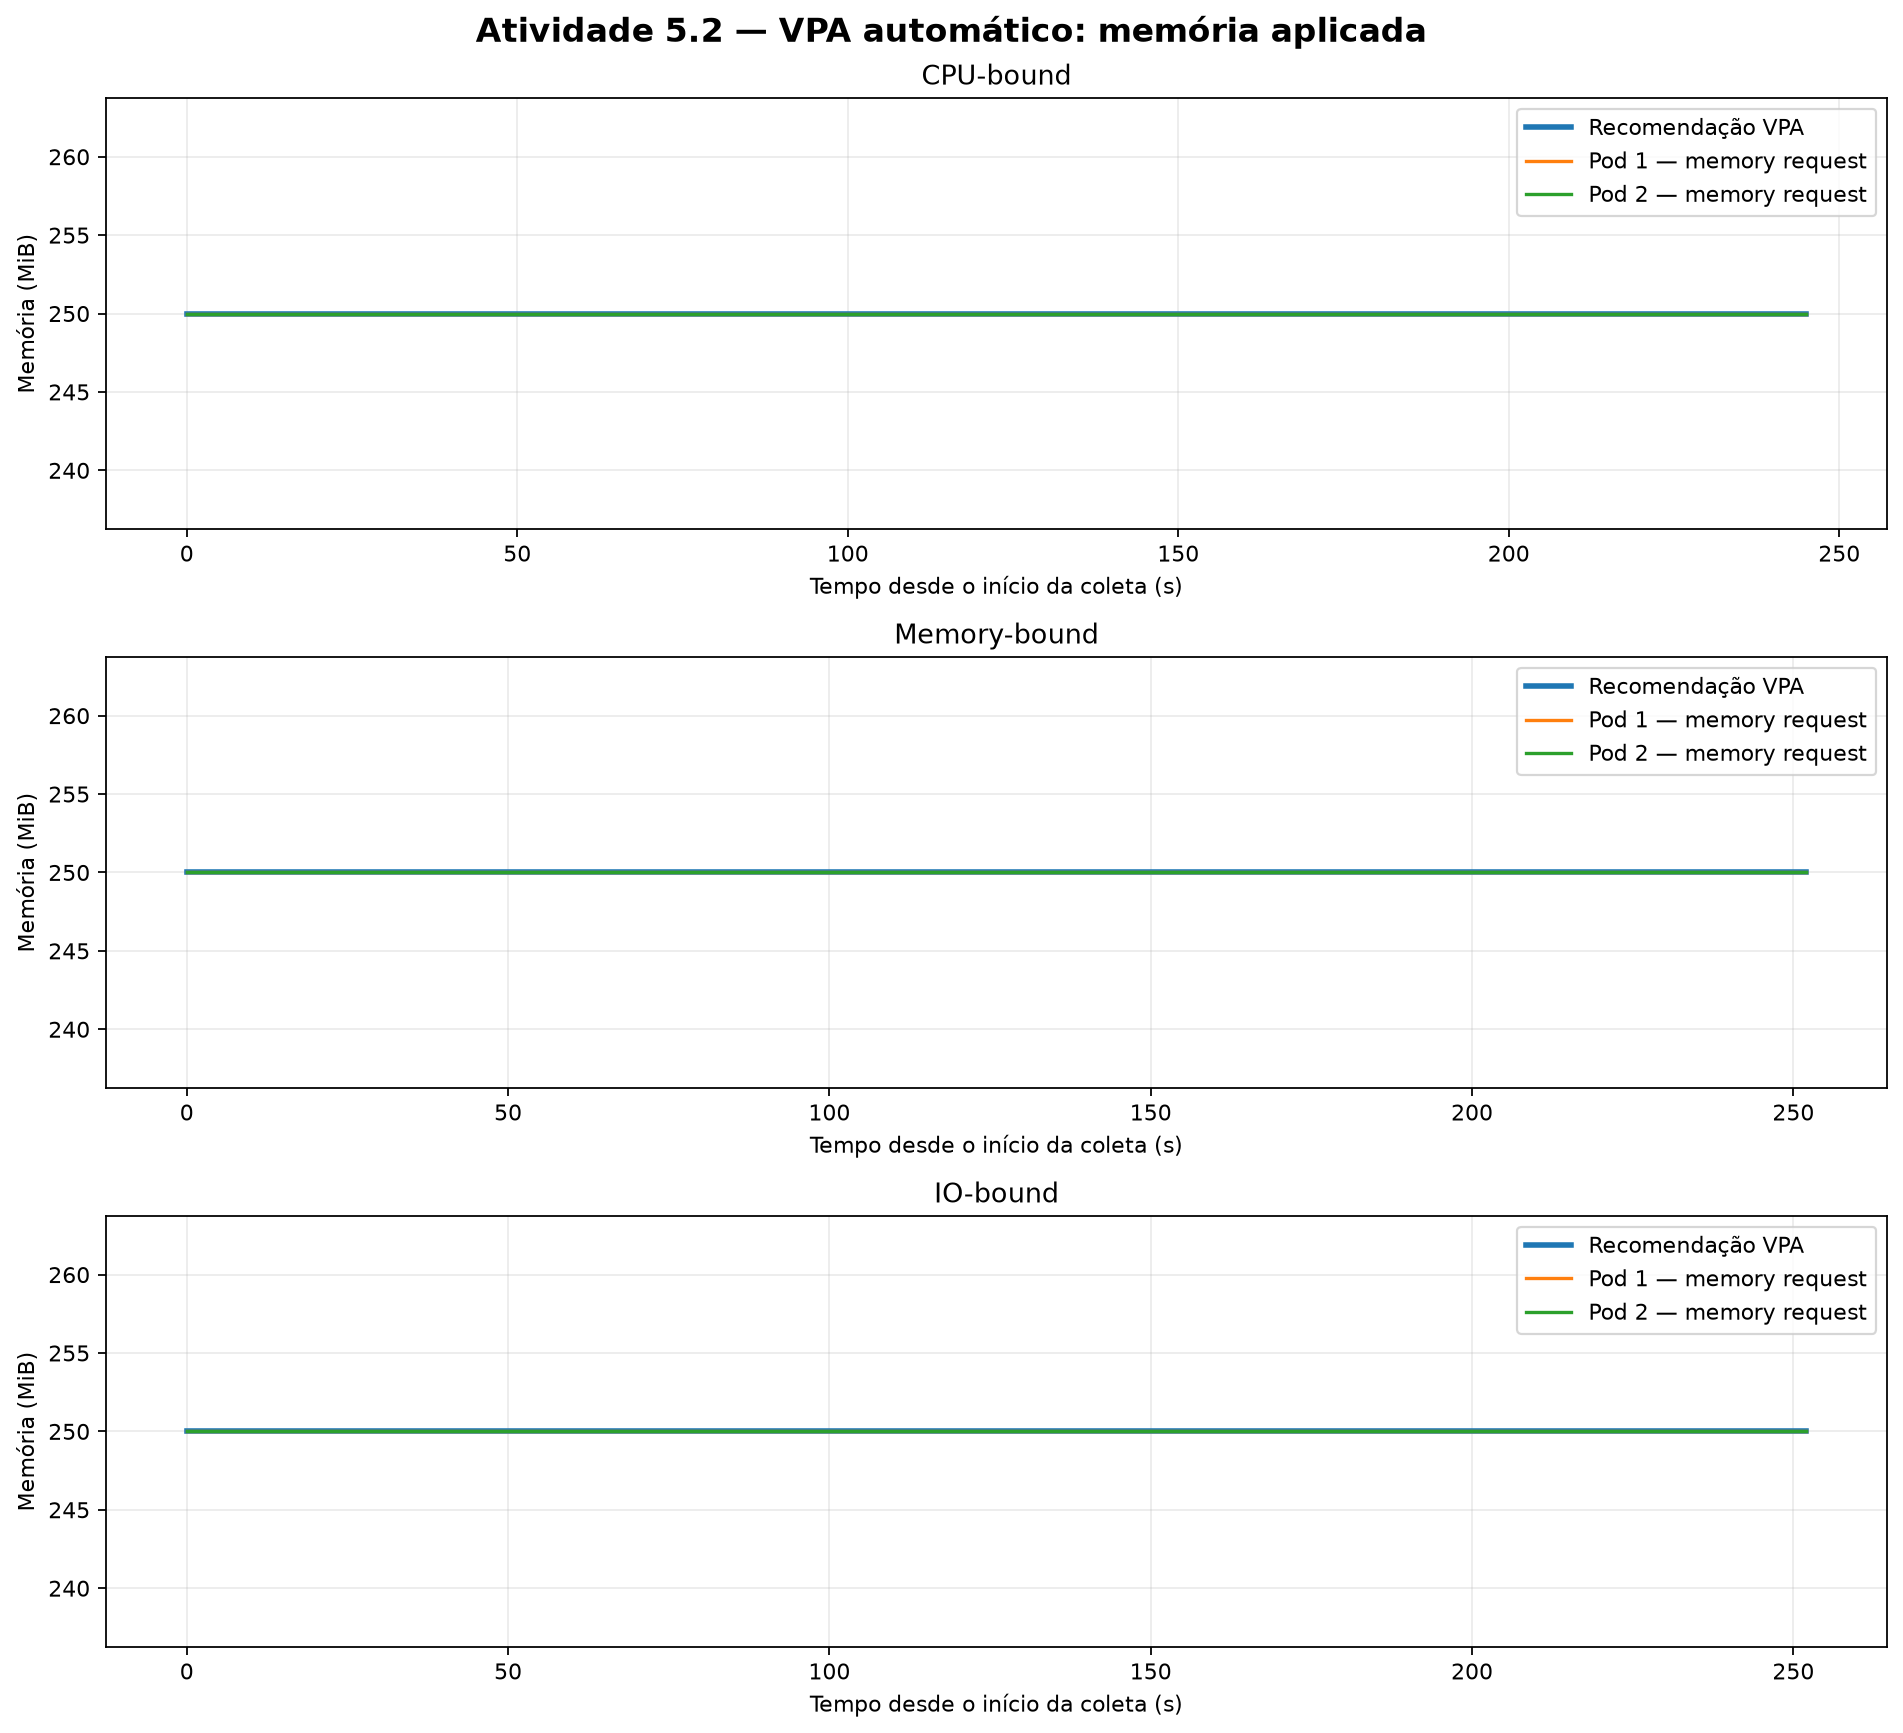 Atividade 5.2 — VPA automático: memória aplicada
CPU-bound
Recomendação VPA
Pod 1 — memory request
Pod 2 — memory request
Memória (MiB)
260
255
250
245
240
0 50 100 150 200 250
Tempo desde o início da coleta (s)
Memory-bound
Recomendação VPA
Pod 1 — memory request
Pod 2 — memory request
Memória (MiB)
260
255
250
245
240
0 50 100 150 200 250
Tempo desde o início da coleta (s)
IO-bound
Recomendação VPA
Pod 1 — memory request
Pod 2 — memory request
Memória (MiB)
260
255
250
245
240
0 50 100 150 200 250
Tempo desde o início da coleta (s)